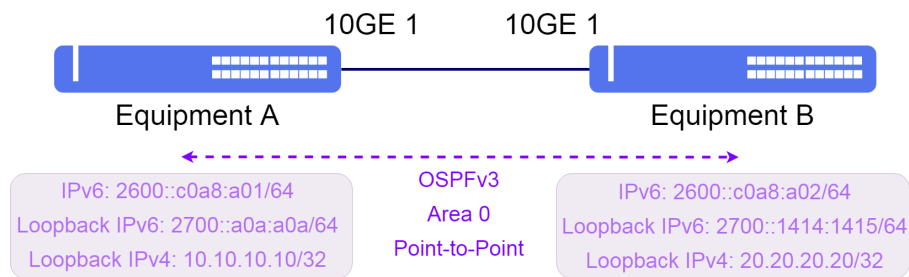 10GE 1
10GE 1
Equipment A
Equipment B
OSPFv3
Area 0
Point-to-Point
IPv6: 2600::c0a8:a01/64
Loopback IPv6: 2700::a0a:a0a/64
Loopback IPv4: 10.10.10.10/32
IPv6: 2600::c0a8:a02/64
Loopback IPv6: 2700::1414:1415/64
Loopback IPv4: 20.20.20.20/32